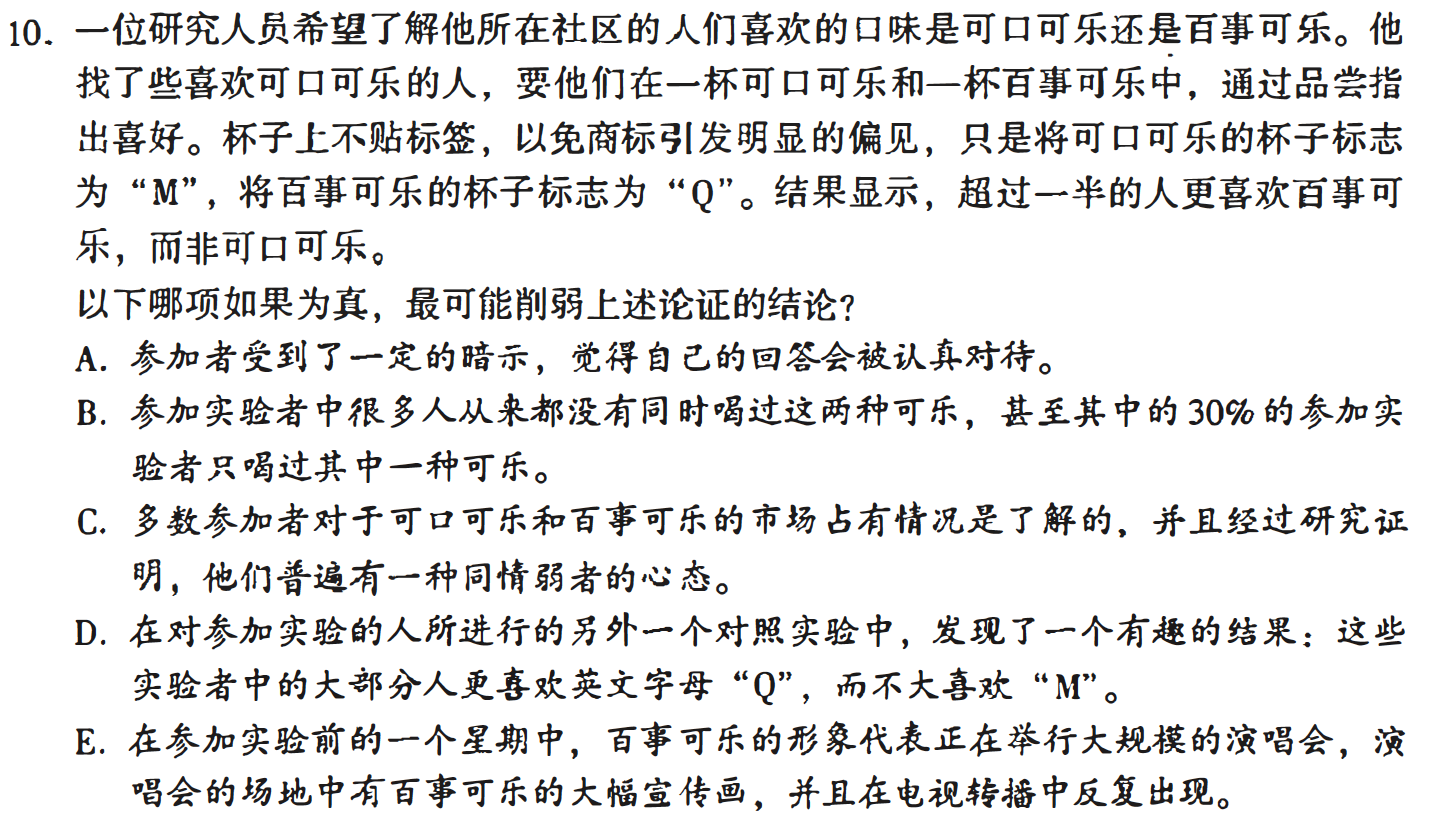 10. 一位研究人员希望了解他所在社区的人们喜欢的口味是可口可乐还是百事可乐。他
找了些喜欢可口可乐的人，要他们在一杯可口可乐和一杯百事可乐中，通过品尝指
出喜好。杯子上不贴标签，以免商标引发明显的偏见，只是将可口可乐的杯子标志
为“M”，将百事可乐的杯子标志为“Q”。结果显示，超过一半的人更喜欢百事可
乐，而非可口可乐。
以下哪项如果为真，最可能削弱上述论证的结论?
A. 参加者受到了一定的暗示，觉得自己的回答会被认真对待。
B. 参加实验者中很多人从来都没有同时喝过这两种可乐，甚至其中的30%的参加实
验者只喝过其中一种可乐。
C. 多数参加者对于可口可乐和百事可乐的市场占有情况是了解的，并且经过研究证
明，他们普遍有一种同情弱者的心态。
D. 在对参加实验的人所进行的另外一个对照实验中，发现了一个有趣的结果：这些
实验者中的大部分人更喜欢英文字母“Q”，而不大喜欢“M”。
E. 在参加实验前的一个星期中，百事可乐的形象代表正在举行大规模的演唱会，演
唱会的场地中有百事可乐的大幅宣传画，并且在电视转播中反复出现。